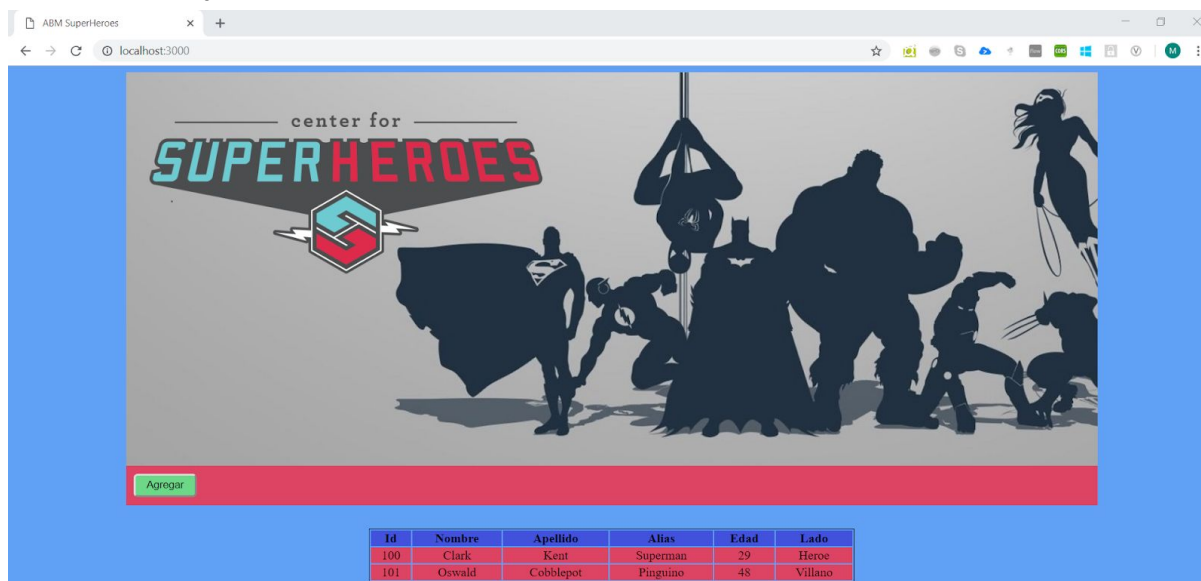 ABM SuperHeroes
localhost:3000
M
center for
SUPERHEROES
Agregar
Id Nombre Apellido Alias Edad Lado
100 Clark Kent Superman 29 Heroe
101 Oswald Cobblepot Pinguino 48 Villano